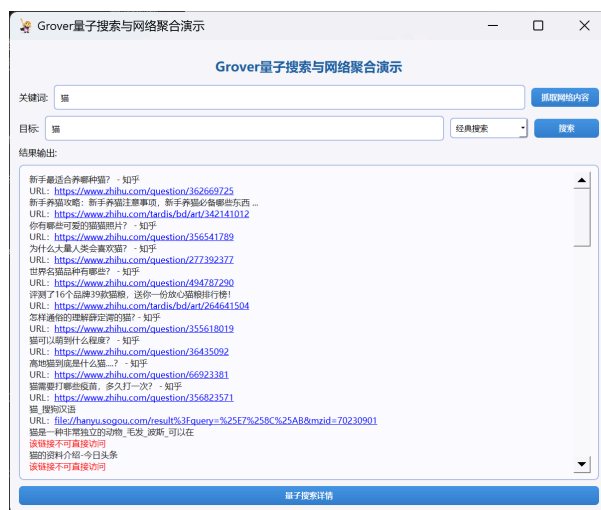 Grover量子搜索与网络聚合演示
Grover量子搜索与网络聚合演示
关键词: 猫 抓取网络内容
目标: 猫 经典搜索 搜索
结果输出:
新手最适合养哪种猫? - 知乎
URL: https://www.zhihu.com/question/362669725
新手养猫攻略: 新手养猫注意事项, 新手养猫必备哪些东西 ...
URL: https://www.zhihu.com/tardis/bd/art/342141012
你有哪些可爱的猫猫照片? - 知乎
URL: https://www.zhihu.com/question/356541789
为什么大量人类会喜欢猫? - 知乎
URL: https://www.zhihu.com/question/277392377
世界名猫品种有哪些? - 知乎
URL: https://www.zhihu.com/question/494787290
评测了16个品牌39款猫粮, 送你一份放心猫粮排行榜!
URL: https://www.zhihu.com/tardis/bd/art/264641504
怎样通俗的理解薛定谔的猫? - 知乎
URL: https://www.zhihu.com/question/355618019
猫可以萌到什么程度? - 知乎
URL: https://www.zhihu.com/question/36435092
高地猫到底是什么猫....? - 知乎
URL: https://www.zhihu.com/question/66923381
猫需要打哪些疫苗, 多久打一次? - 知乎
URL: https://www.zhihu.com/question/356823571
猫_搜狗汉语
URL: file://hanyu.sogou.com/result%3Fquery=%25E7%258C%25AB&mzid=70230901
猫是一种非常独立的动物_毛发_波斯_可以在
该链接不可直接访问
猫的资料介绍-今日头条
该链接不可直接访问
量子搜索详情